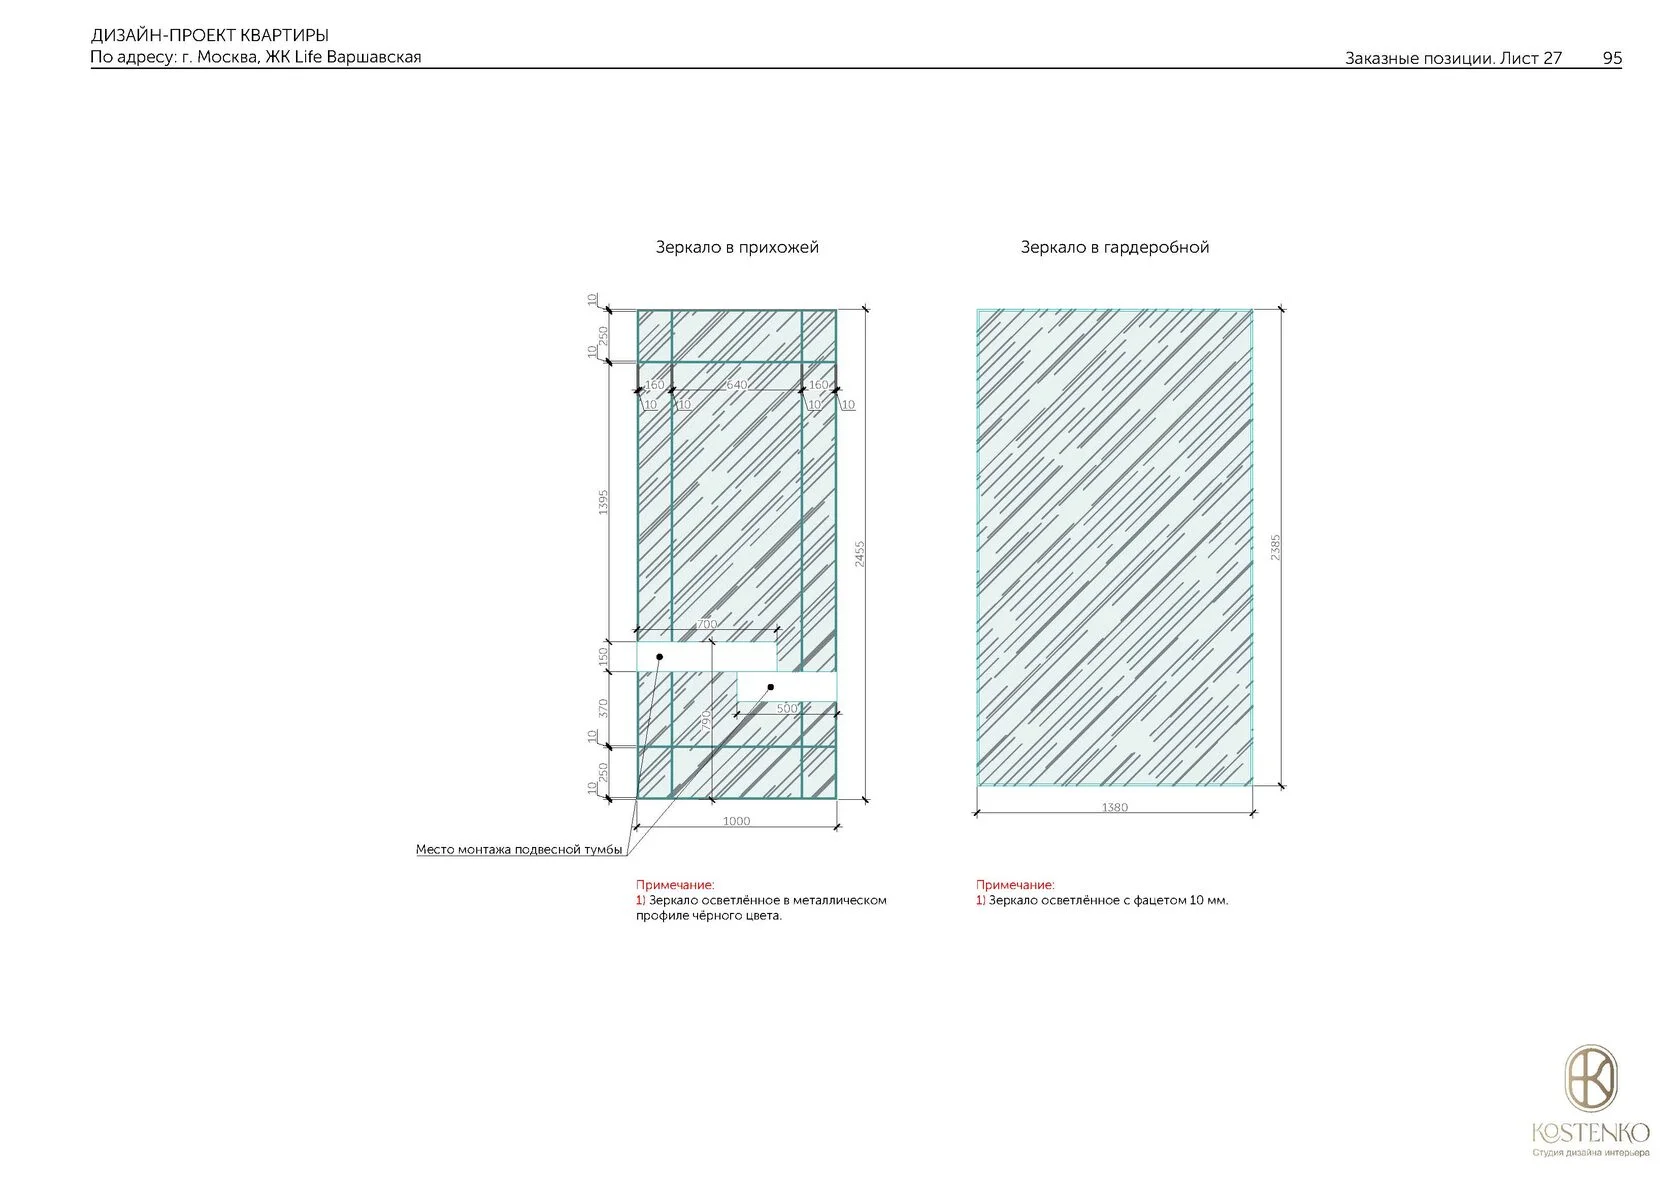 ДИЗАЙН-ПРОЕКТ КВАРТИРЫ
По адресу: г. Москва, ЖК Life Варшавская
Заказные позиции. Лист 27 95
Зеркало в прихожей
Зеркало в гардеробной
10
250
10
160 640 160
10 10 10 10
1395
2455
2385
700
150
370
790
500
10
250
10
1000
1380
Место монтажа подвесной тумбы
Примечание:
1) Зеркало осветлённое в металлическом
профиле чёрного цвета.
Примечание:
1) Зеркало осветлённое с фацетом 10 мм.
KOSTENKO
Студия дизайна интерьера